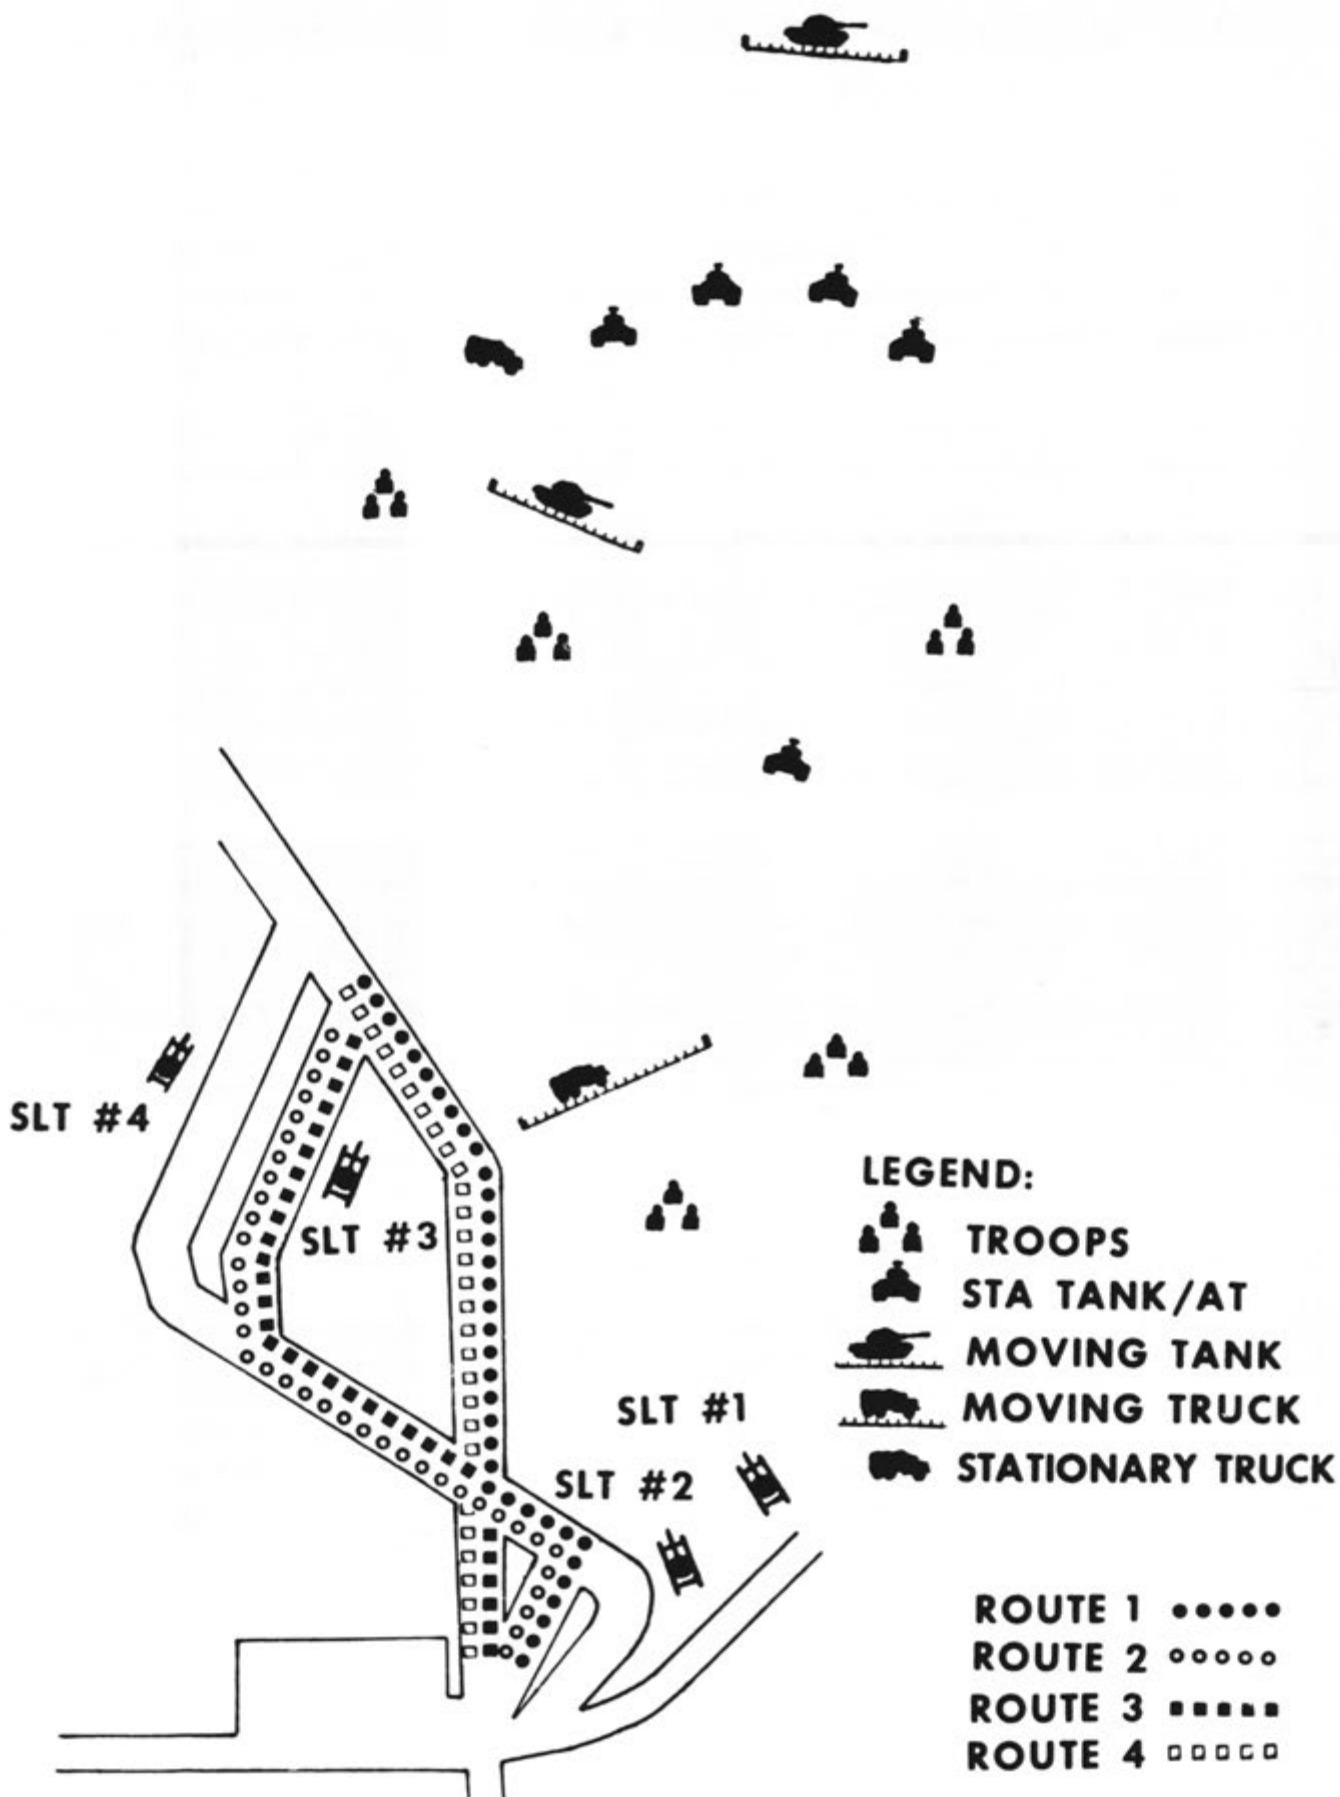 SLT #4
SLT #3
SLT #1
SLT #2
LEGEND:
TROOPS
STA TANK/AT
MOVING TANK
MOVING TRUCK
STATIONARY TRUCK
ROUTE 1
ROUTE 2
ROUTE 3
ROUTE 4